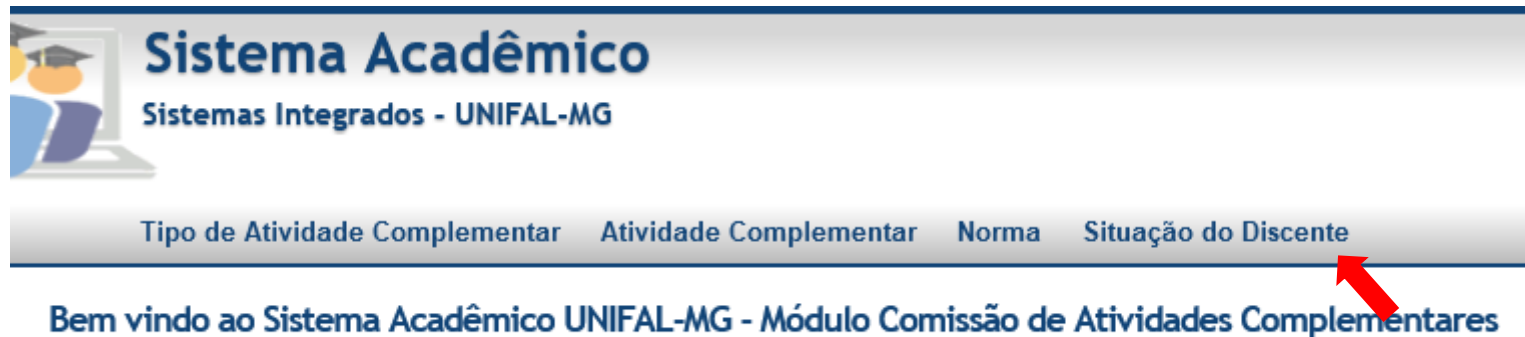 Sistema Acadêmico
Sistemas Integrados - UNIFAL-MG
Tipo de Atividade Complementar Atividade Complementar Norma Situação do Discente
Bem vindo ao Sistema Acadêmico UNIFAL-MG - Módulo Comissão de Atividades Complementares